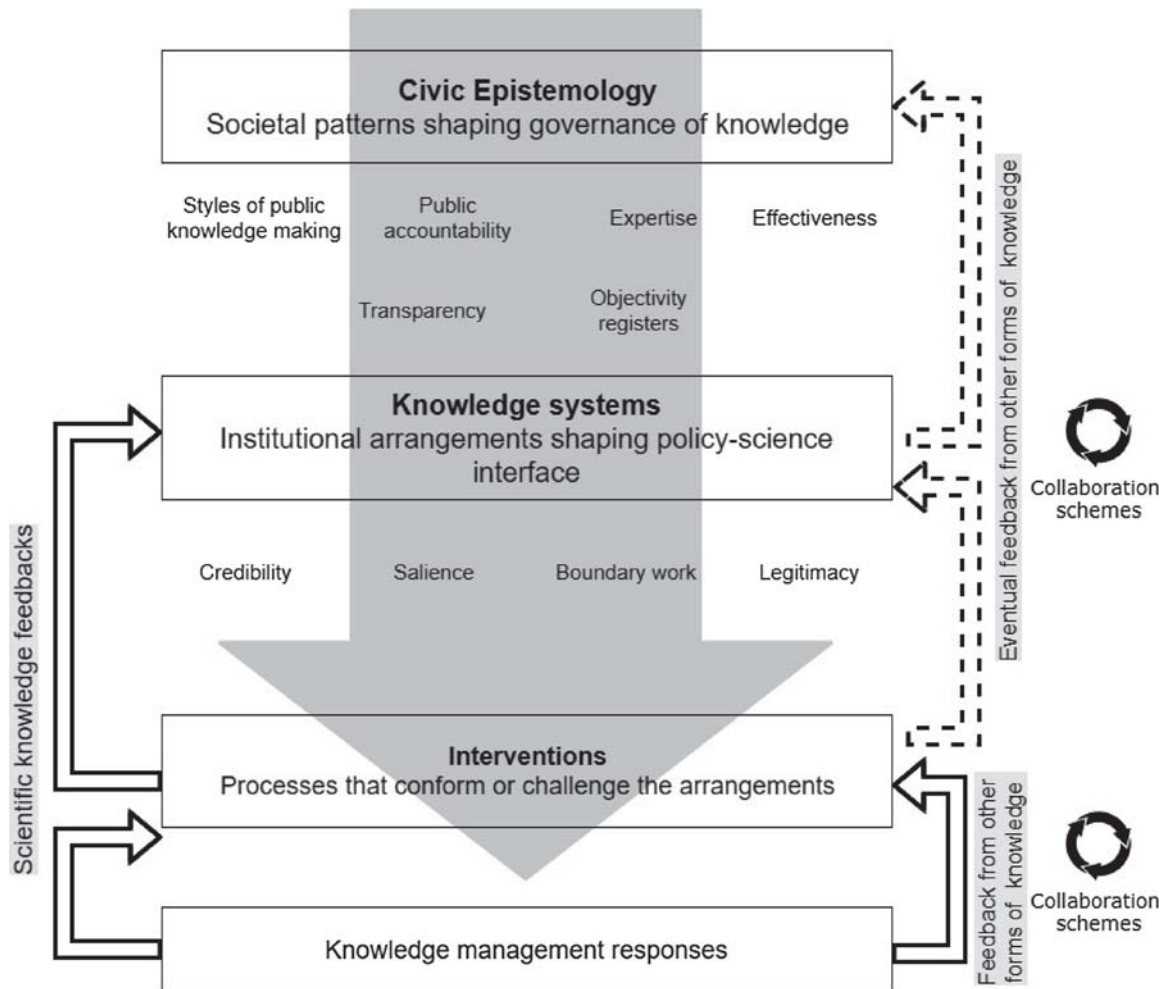 Civic Epistemology
Societal patterns shaping governance of knowledge
Styles of public
knowledge making
Public
accountability
Expertise
Effectiveness
Transparency
Objectivity
registers
Knowledge systems
Institutional arrangements shaping policy-science
interface
Credibility
Salience
Boundary work
Legitimacy
Interventions
Processes that conform or challenge the arrangements
Knowledge management responses
Scientific knowledge feedbacks
Eventual feedback from other forms of knowledge
Collaboration
schemes
Feedback from other
forms of knowledge
Collaboration
schemes